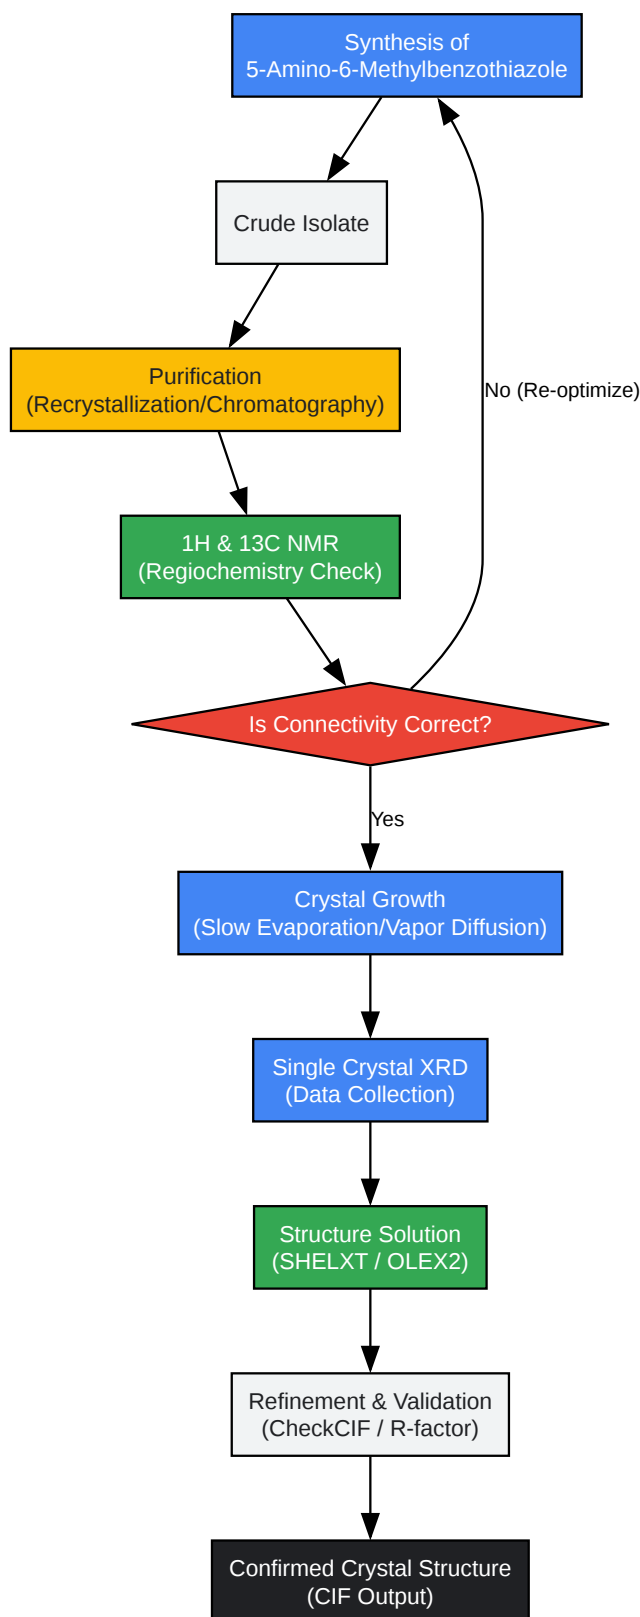 Synthesis of
5-Amino-6-Methylbenzothiazole
Crude Isolate
Purification
(Recrystallization/Chromatography)
No (Re-optimize)
1H & 13C NMR
(Regiochemistry Check)
Is Connectivity Correct?
Yes
Crystal Growth
(Slow Evaporation/Vapor Diffusion)
Single Crystal XRD
(Data Collection)
Structure Solution
(SHELXT / OLEX2)
Refinement & Validation
(CheckCIF / R-factor)
Confirmed Crystal Structure
(CIF Output)